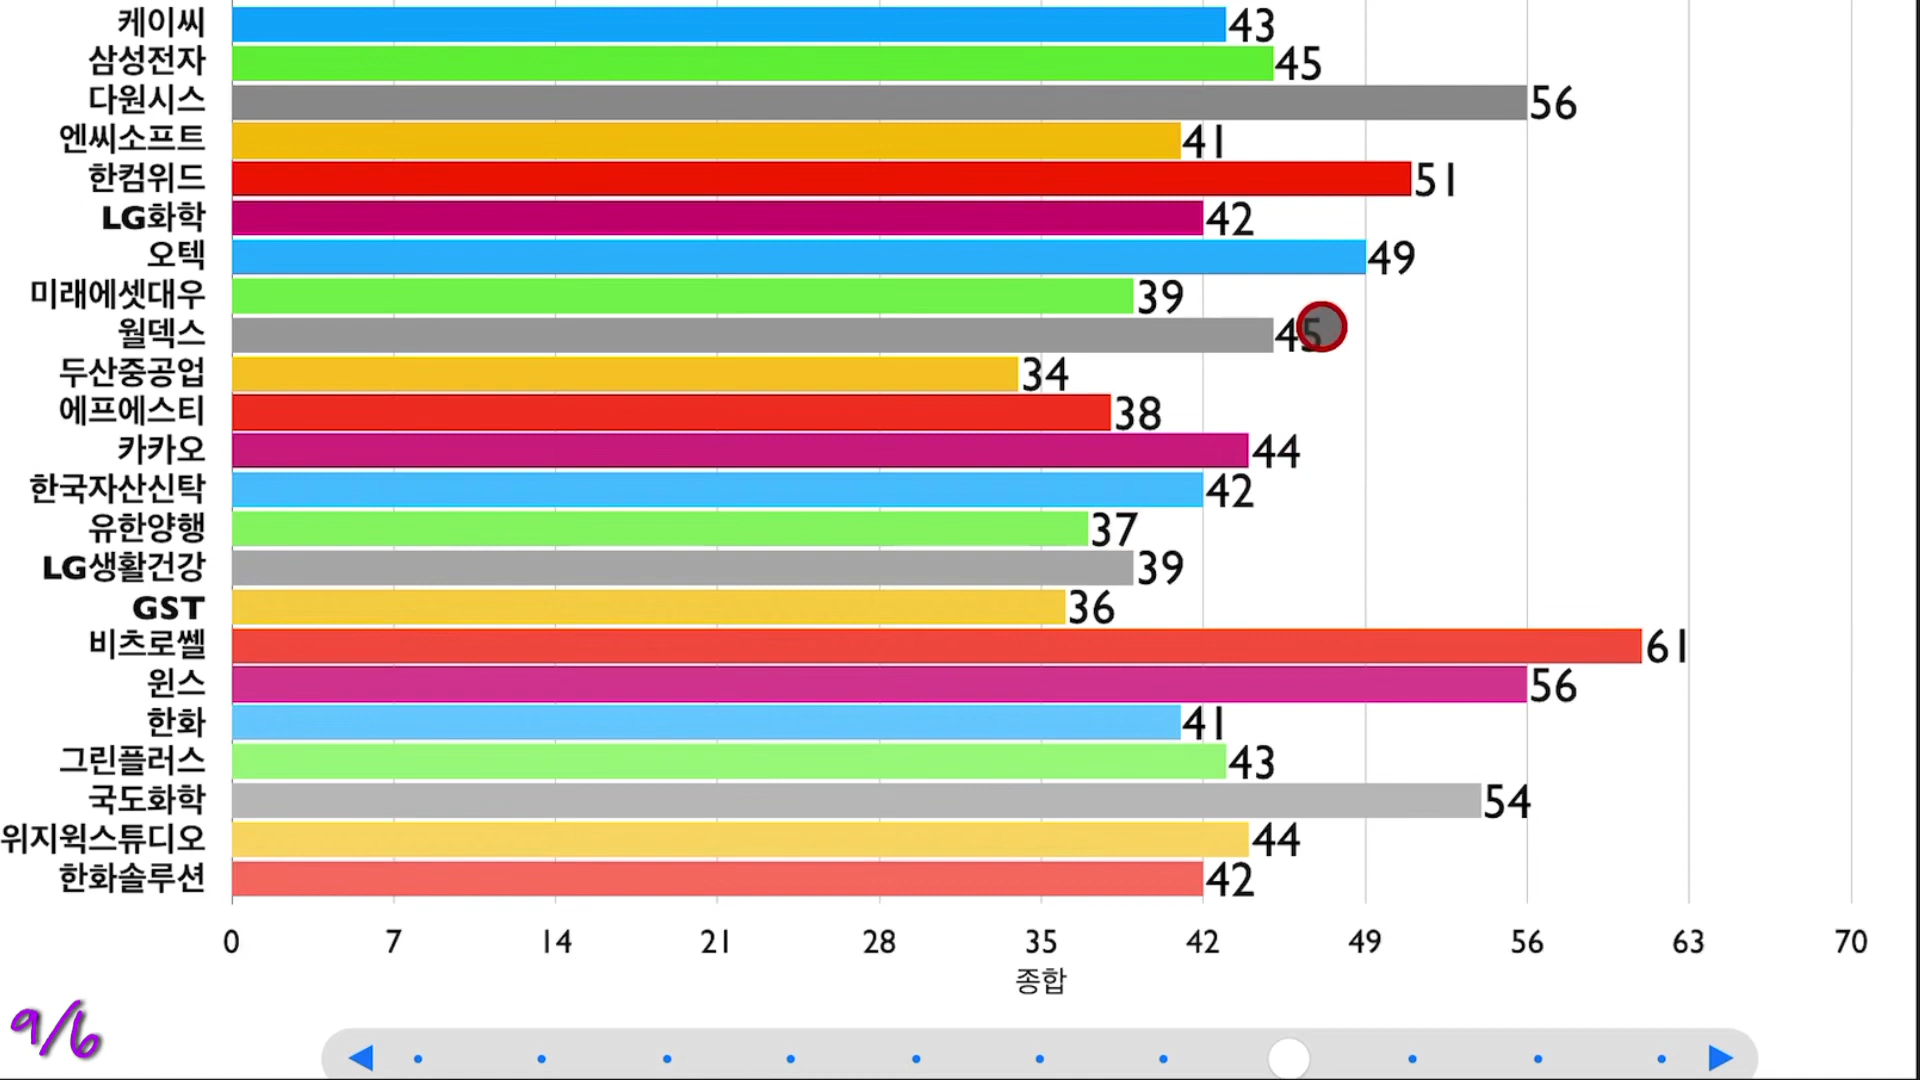 케이씨 43
삼성전자 45
다원시스 56
엔씨소프트 41
한컴위드 51
LG화학 42
오텍 49
미래에셋대우 39
월덱스 45
두산중공업 34
에프에스티 38
카카오 44
한국자산신탁 42
유한양행 37
LG생활건강 39
GST 36
비츠로쎌 61
윈스 56
한화 41
그린플러스 43
국도화학 54
위지윅스튜디오 44
한화솔루션 42
0 7 14 21 28 35 42 49 56 63 70
종합
9/6